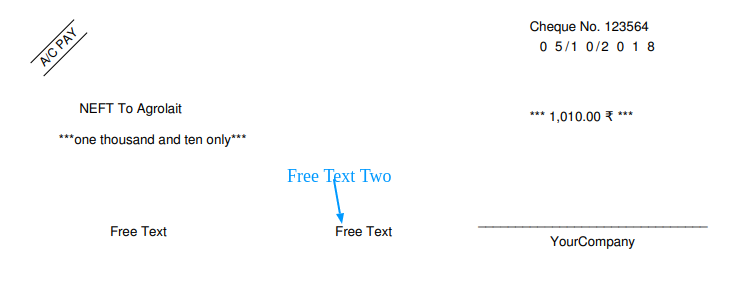 A/C PAY
Cheque No. 123564
0 5/1 0/2 0 1 8
NEFT To Agrolait
*** 1,010.00 ₹ ***
***one thousand and ten only***
Free Text Two
Free Text
Free Text
YourCompany